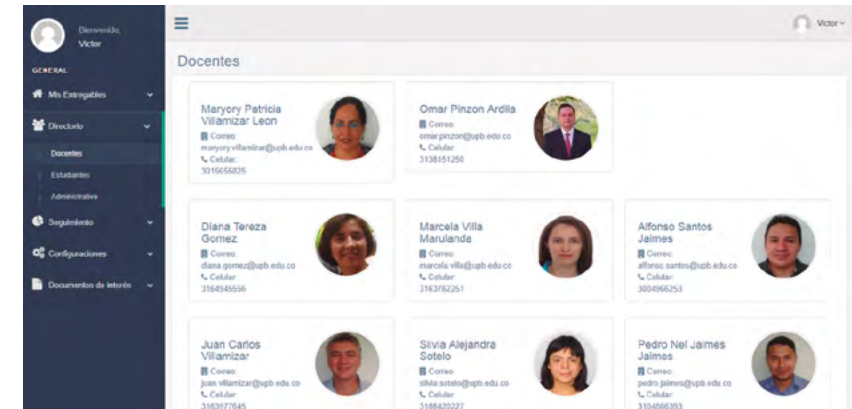 Bienvenido,
Victor
GENERAL
Mis Entregables
Directorio
Docentes
Estudiantes
Administrativo
Seguimiento
Configuraciones
Documentos de interés
Victor
Docentes
Maryory Patricia
Villamizar Leon
Correo:
maryory.villamizar@upb.edu.co
Celular:
3015656825
Omar Pinzon Ardila
Correo:
omar.pinzon@upb.edu.co
Celular:
3138151250
Diana Tereza
Gomez
Correo:
diana.gomez@upb.edu.co
Celular:
3164545556
Marcela Villa
Marulanda
Correo:
marcela.villa@upb.edu.co
Celular:
3163762251
Alfonso Santos
Jaimes
Correo:
alfonso.santos@upb.edu.co
Celular:
3004966253
Juan Carlos
Villamizar
Correo:
juan.villamizar@upb.edu.co
Celular:
3163977645
Silvia Alejandra
Sotelo
Correo:
silvia.sotelo@upb.edu.co
Celular:
3186420227
Pedro Nel Jaimes
Jaimes
Correo:
pedro.jaimes@upb.edu.co
Celular:
3104666393